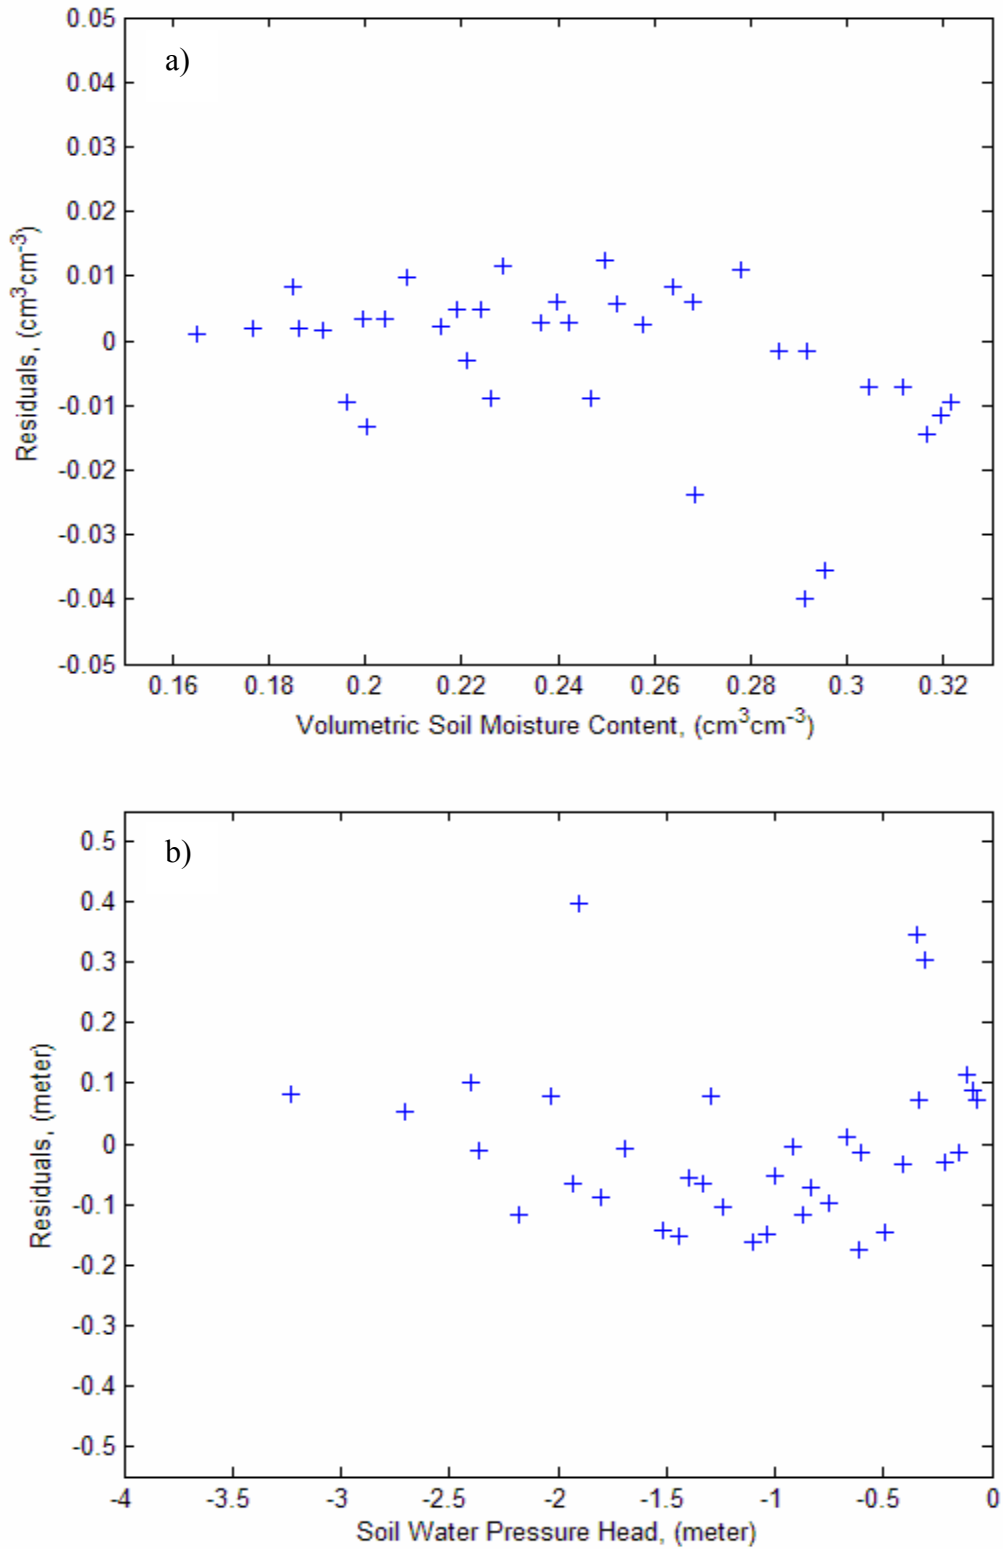 a)
0.05
0.04
0.03
0.02
0.01
0
-0.01
-0.02
-0.03
-0.04
-0.05
Residuals, (cm³cm⁻³)
0.16 0.18 0.2 0.22 0.24 0.26 0.28 0.3 0.32
Volumetric Soil Moisture Content, (cm³cm⁻³)
b)
0.5
0.4
0.3
0.2
0.1
0
-0.1
-0.2
-0.3
-0.4
-0.5
Residuals, (meter)
-4 -3.5 -3 -2.5 -2 -1.5 -1 -0.5 0
Soil Water Pressure Head, (meter)